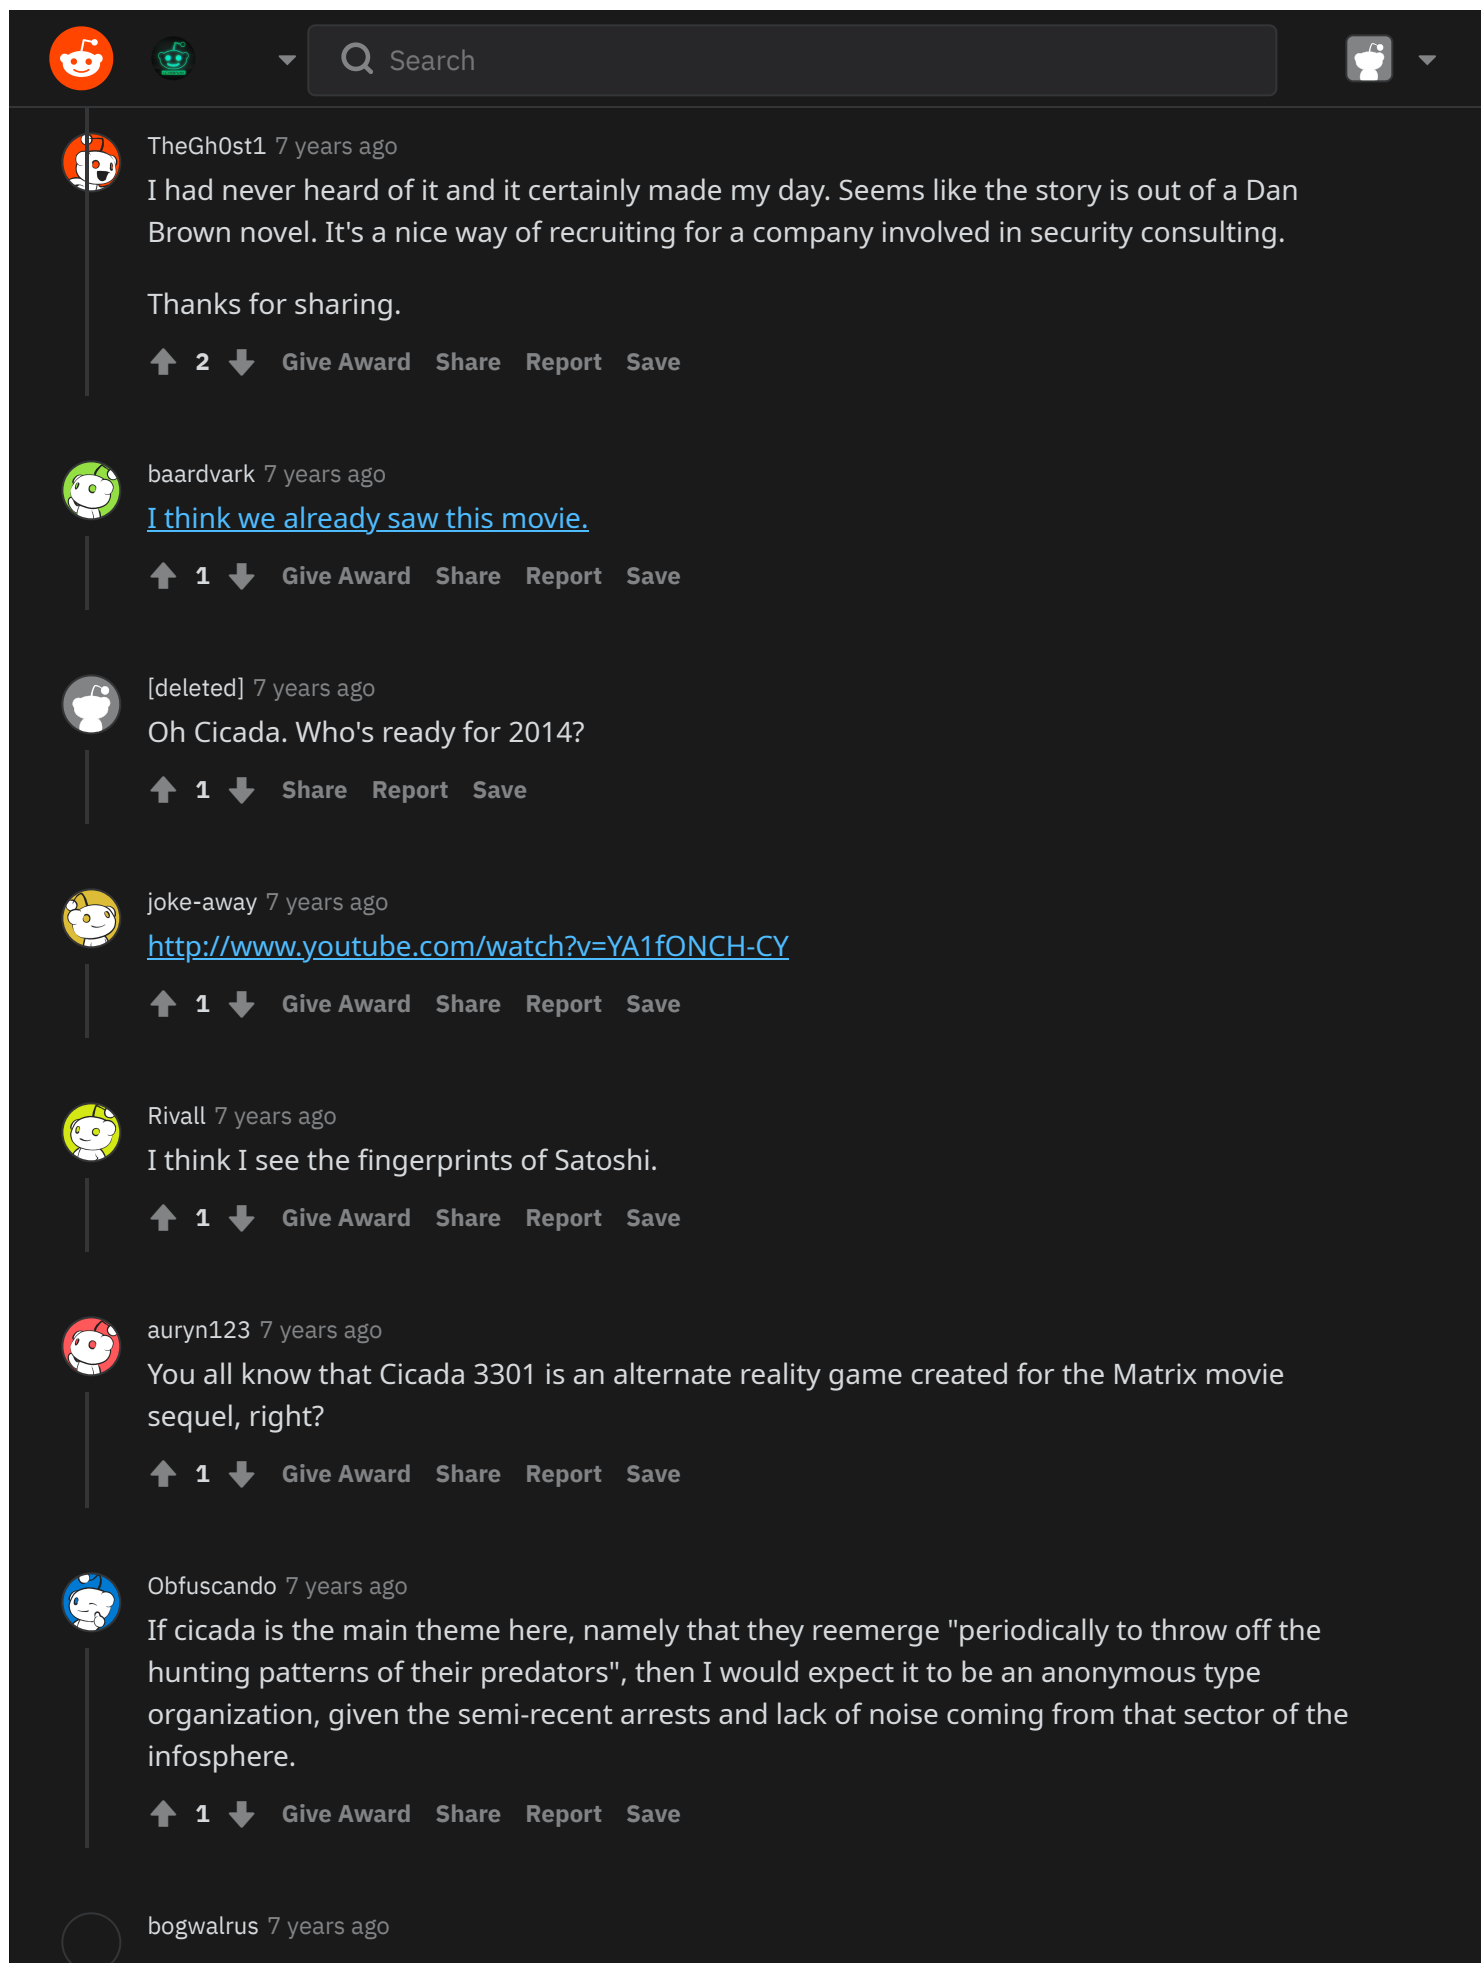 Search
TheGh0st1 7 years ago
I had never heard of it and it certainly made my day. Seems like the story is out of a Dan
Brown novel. It's a nice way of recruiting for a company involved in security consulting.
Thanks for sharing.
2 Give Award Share Report Save
baardvark 7 years ago
I think we already saw this movie.
1 Give Award Share Report Save
[deleted] 7 years ago
Oh Cicada. Who's ready for 2014?
1 Share Report Save
joke-away 7 years ago
http://www.youtube.com/watch?v=YA1fONCH-CY
1 Give Award Share Report Save
Rivall 7 years ago
I think I see the fingerprints of Satoshi.
1 Give Award Share Report Save
auryn123 7 years ago
You all know that Cicada 3301 is an alternate reality game created for the Matrix movie
sequel, right?
1 Give Award Share Report Save
Obfuscando 7 years ago
If cicada is the main theme here, namely that they reemerge "periodically to throw off the
hunting patterns of their predators", then I would expect it to be an anonymous type
organization, given the semi-recent arrests and lack of noise coming from that sector of the
infosphere.
1 Give Award Share Report Save
bogwalrus 7 years ago